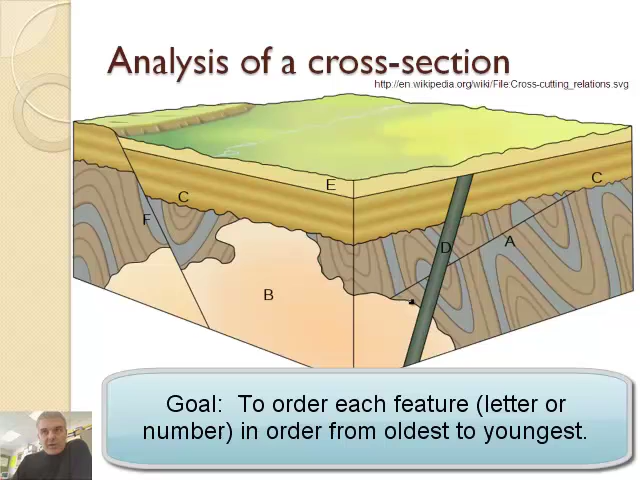 Analysis of a cross-section
http://en.wikipedia.org/wiki/File:Cross-cutting_relations.svg
E
C
C
F
D
A
B
Goal: To order each feature (letter or
number) in order from oldest to youngest.